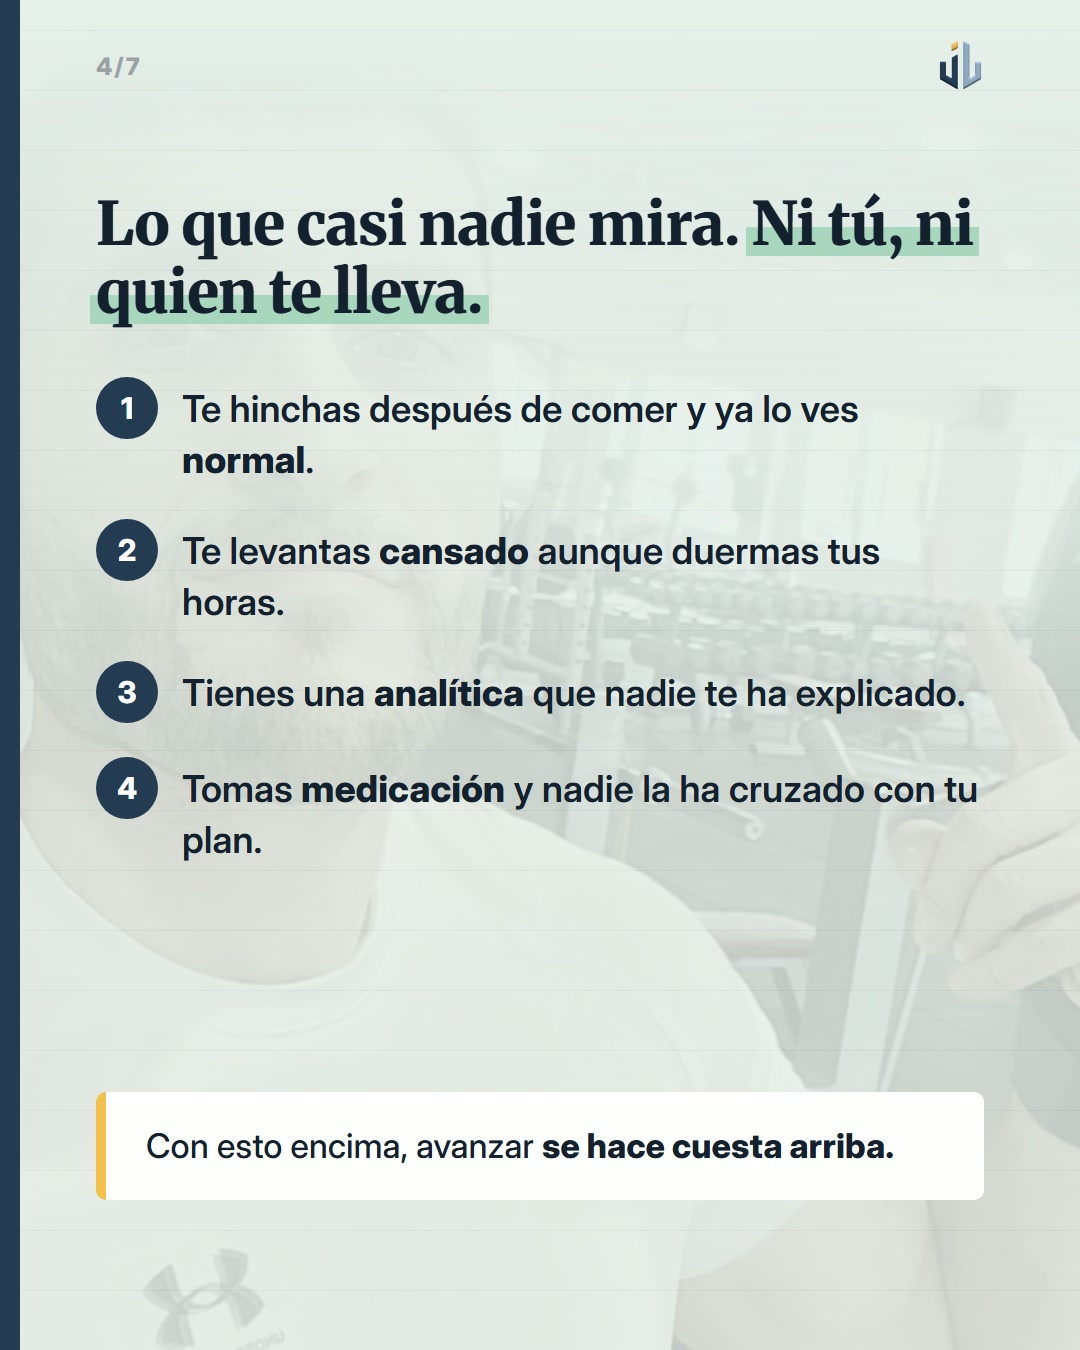 4/7
Lo que casi nadie mira. Ni tú, ni
quien te lleva.
1 Te hinchas después de comer y ya lo ves
normal.
2 Te levantas cansado aunque duermas tus
horas.
3 Tienes una analítica que nadie te ha explicado.
4 Tomas medicación y nadie la ha cruzado con tu
plan.
Con esto encima, avanzar se hace cuesta arriba.